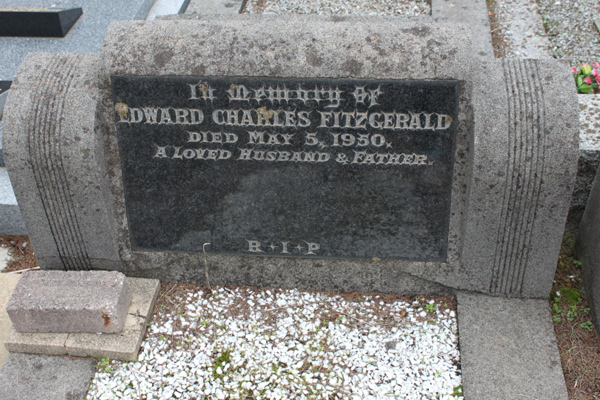 In Memory of
EDWARD CHARLES FITZGERALD
DIED MAY 5, 1950.
A LOVED HUSBAND & FATHER.
R+I+P